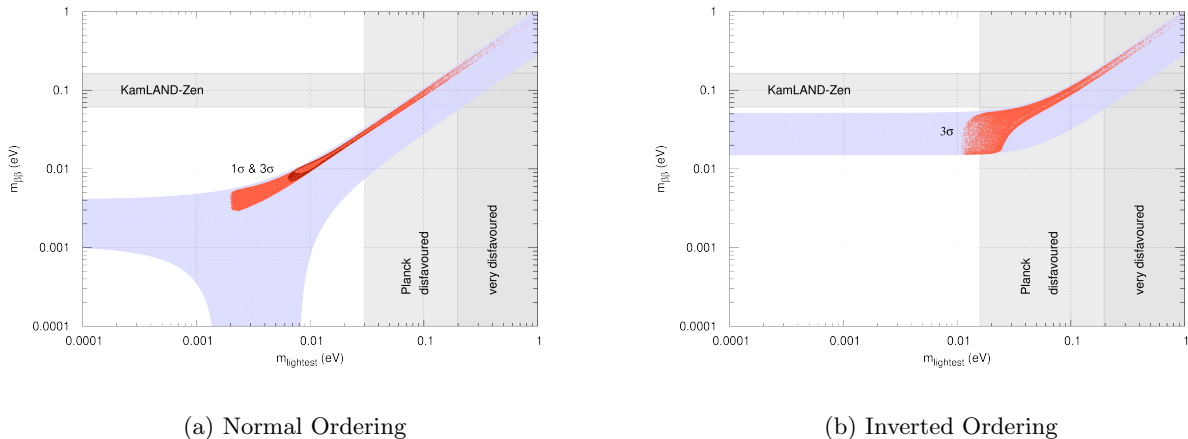 1
0.1
0.01
0.001
0.0001
m_ββ (eV)
KamLAND-Zen
1σ & 3σ
Planck
disfavoured
very disfavoured
0.0001 0.001 0.01 0.1 1
m_lightest (eV)
(a) Normal Ordering
1
0.1
0.01
0.001
0.0001
m_ββ (eV)
KamLAND-Zen
3σ
Planck
disfavoured
very disfavoured
0.0001 0.001 0.01 0.1 1
m_lightest (eV)
(b) Inverted Ordering